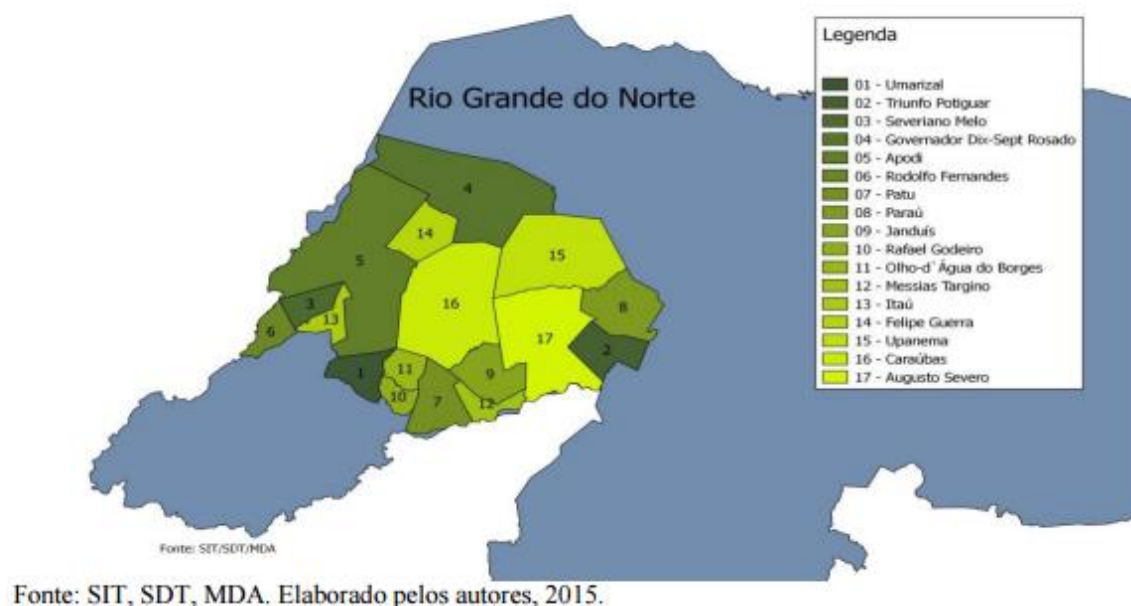 Legenda
Rio Grande do Norte
01 - Umarizal
02 - Triunfo Potiguar
03 - Severiano Melo
04 - Governador Dix-Sept Rosado
05 - Apodi
06 - Rodolfo Fernandes
07 - Patu
08 - Paraú
09 - Janduís
10 - Rafael Godeiro
11 - Olho-d`Água do Borges
12 - Messias Targino
13 - Itaú
14 - Felipe Guerra
15 - Upanema
16 - Caraúbas
17 - Augusto Severo
4
14
15
5
16
8
3
13
6
17
2
1
11
9
10
7
12
Fonte: SIT/SDT/MDA
Fonte: SIT, SDT, MDA. Elaborado pelos autores, 2015.